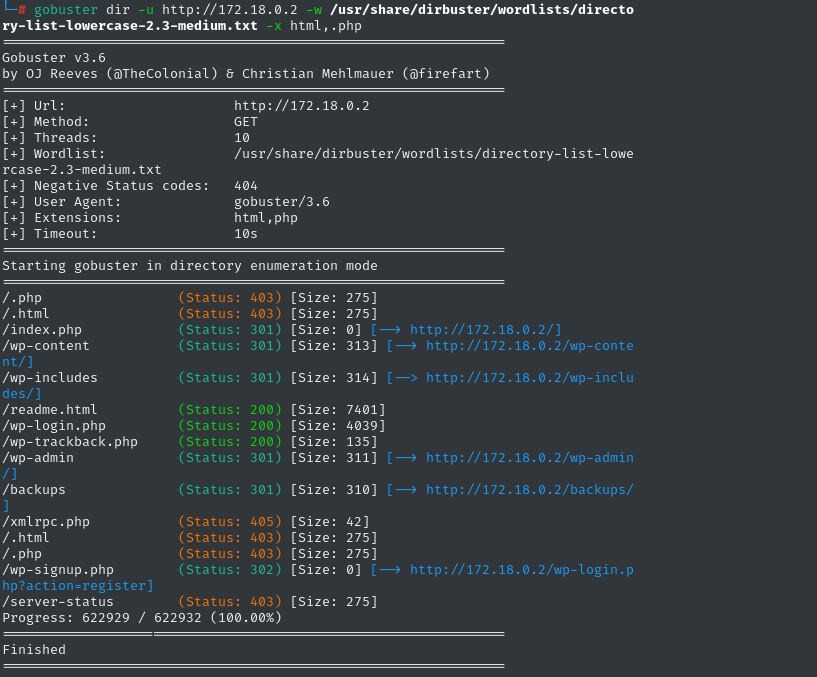 └─# gobuster dir -u http://172.18.0.2 -w /usr/share/dirbuster/wordlists/directo
ry-list-lowercase-2.3-medium.txt -x html,.php
===============================================================
Gobuster v3.6
by OJ Reeves (@TheColonial) & Christian Mehlmauer (@firefart)
===============================================================
[+] Url:                     http://172.18.0.2
[+] Method:                  GET
[+] Threads:                 10
[+] Wordlist:                /usr/share/dirbuster/wordlists/directory-list-lowe
rcase-2.3-medium.txt
[+] Negative Status codes:   404
[+] User Agent:              gobuster/3.6
[+] Extensions:              html,php
[+] Timeout:                 10s
===============================================================
Starting gobuster in directory enumeration mode
===============================================================
/.php                 (Status: 403) [Size: 275]
/.html                (Status: 403) [Size: 275]
/index.php            (Status: 301) [Size: 0] [--> http://172.18.0.2/]
/wp-content           (Status: 301) [Size: 313] [--> http://172.18.0.2/wp-conte
nt/]
/wp-includes          (Status: 301) [Size: 314] [--> http://172.18.0.2/wp-inclu
des/]
/readme.html          (Status: 200) [Size: 7401]
/wp-login.php         (Status: 200) [Size: 4039]
/wp-trackback.php     (Status: 200) [Size: 135]
/wp-admin             (Status: 301) [Size: 311] [--> http://172.18.0.2/wp-admin
/]
/backups              (Status: 301) [Size: 310] [--> http://172.18.0.2/backups/
]
/xmlrpc.php           (Status: 405) [Size: 42]
/.html                (Status: 403) [Size: 275]
/.php                 (Status: 403) [Size: 275]
/wp-signup.php        (Status: 302) [Size: 0] [--> http://172.18.0.2/wp-login.p
hp?action=register]
/server-status        (Status: 403) [Size: 275]
Progress: 622929 / 622932 (100.00%)
===============================================================
Finished
===============================================================